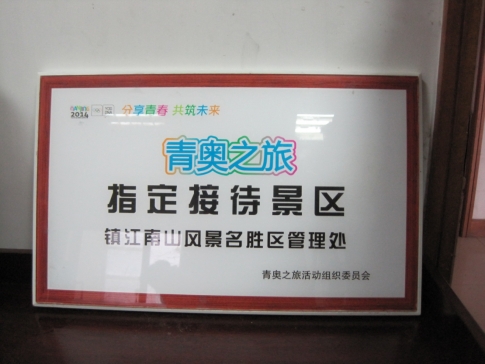 2014
分享青春 共筑未来
青奥之旅
指定接待景区
镇江南山风景名胜区管理处
青奥之旅活动组织委员会